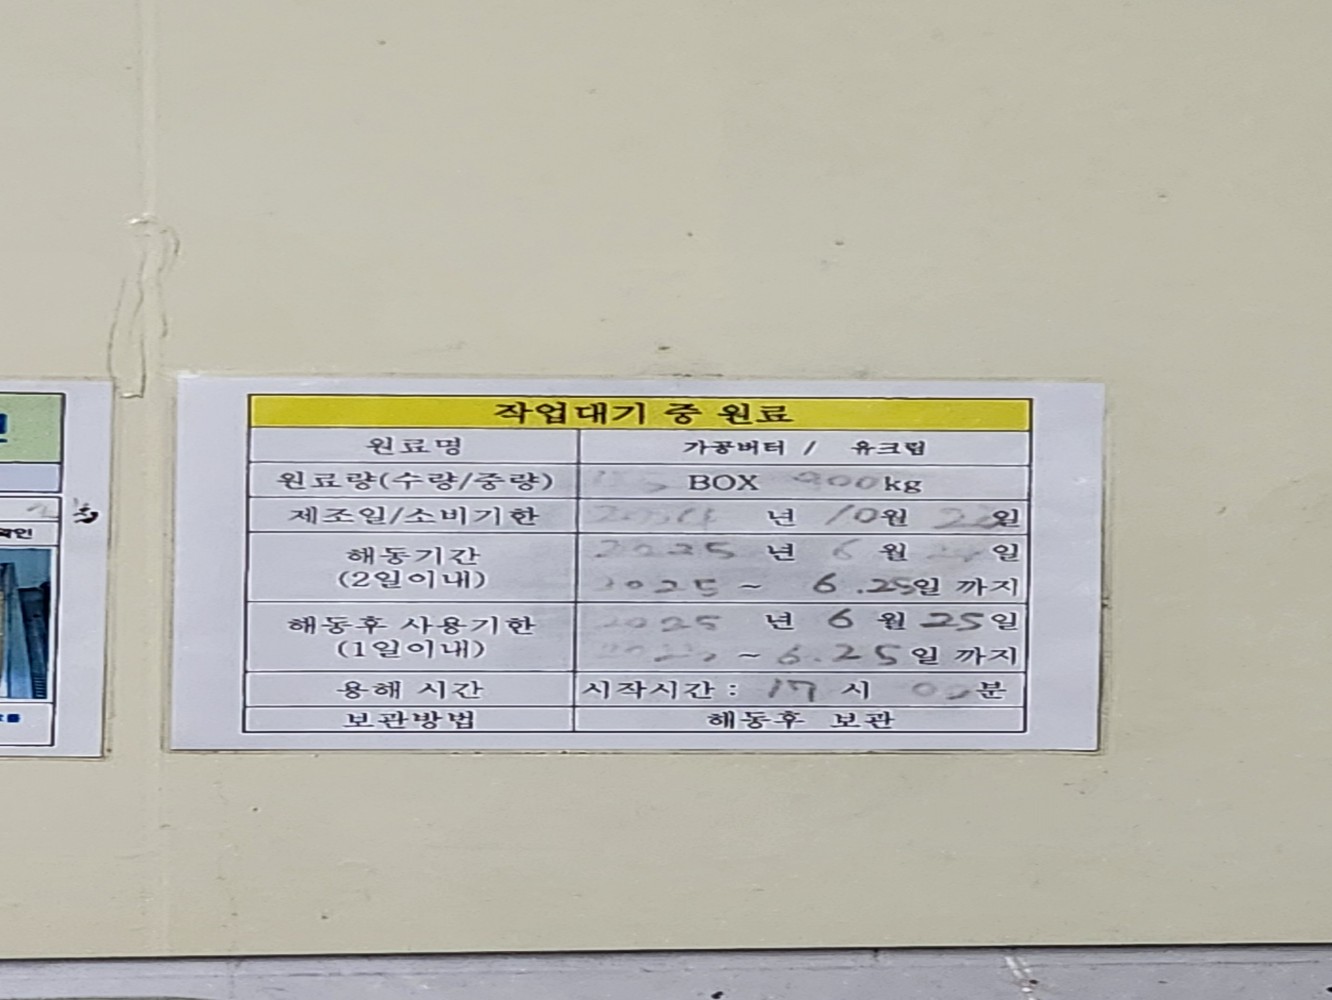 작업대기 중 원료
원료명 가공버터 / 유크림
원료량(수량/중량) BOX 900kg
제조일/소비기한 년 10월 일
해동기간 2025 년 6 월 일
(2일이내) 2025 ~ 6.25일 까지
해동후 사용기한 2025 년 6 월 25일
(1일이내) ~ 6.25일 까지
용해 시간 시작시간 : 17 시 분
보관방법 해동후 보관